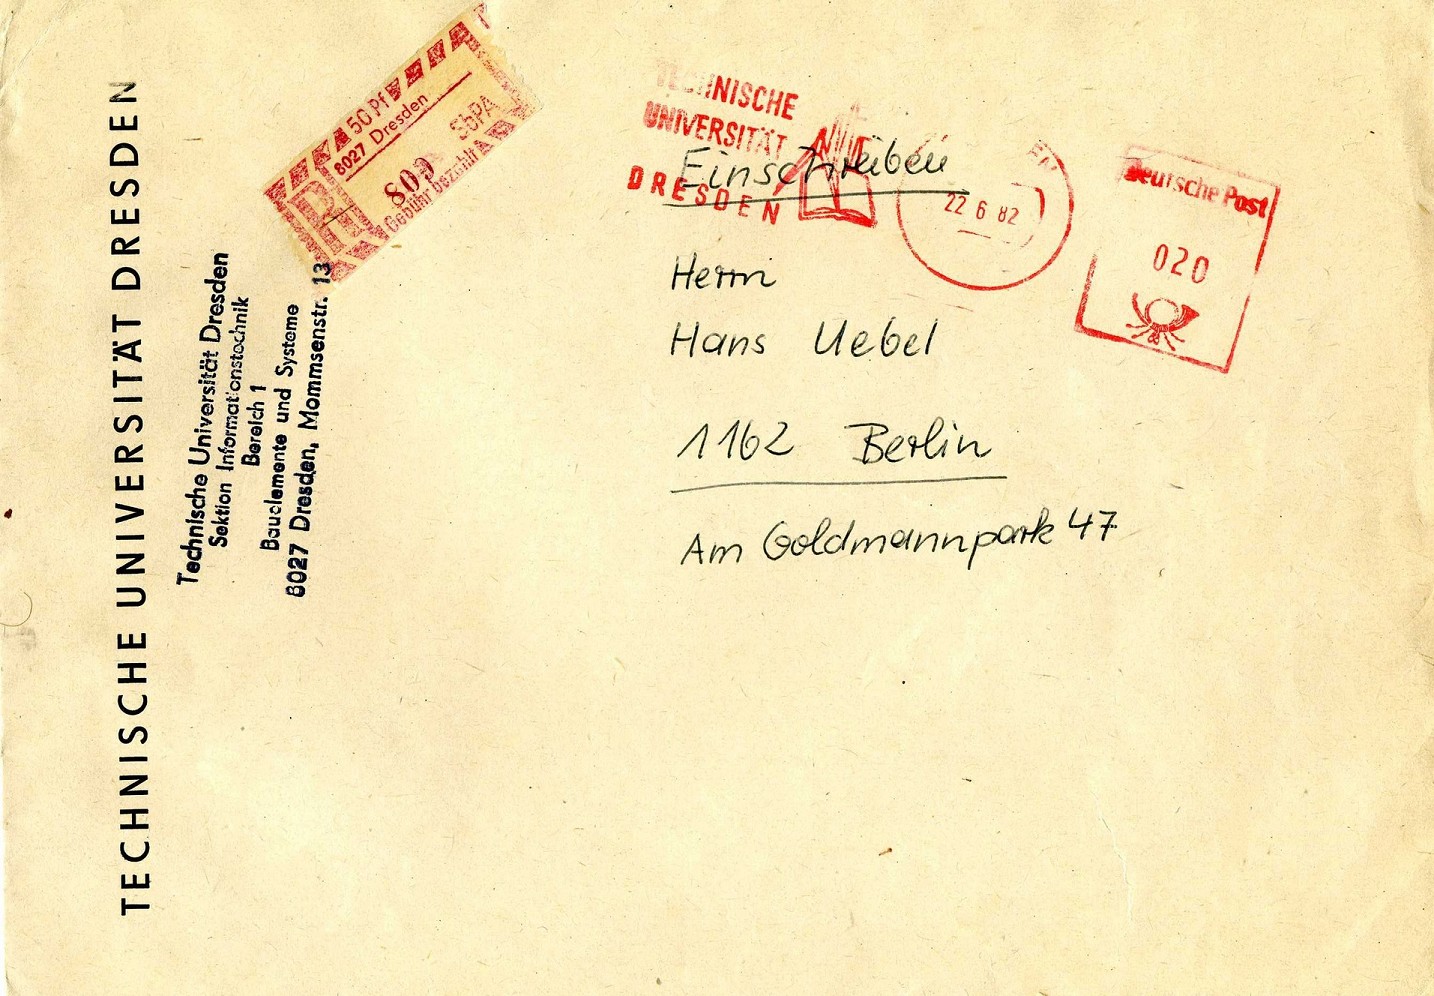 TECHNISCHE UNIVERSITÄT DRESDEN
Technische Universität Dresden
Sektion Informationstechnik
Bereich 1
Bauelemente und Systeme
8027 Dresden, Mommsenstr. 13
50 Pf
8027 Dresden
R
809 SbPA
Gebühr bezahlt
TECHNISCHE
UNIVERSITÄT
DRESDEN
22 6 82
Deutsche Post
020
Einschreiben
Herrn
Hans Uebel
1162 Berlin
Am Goldmannpark 47